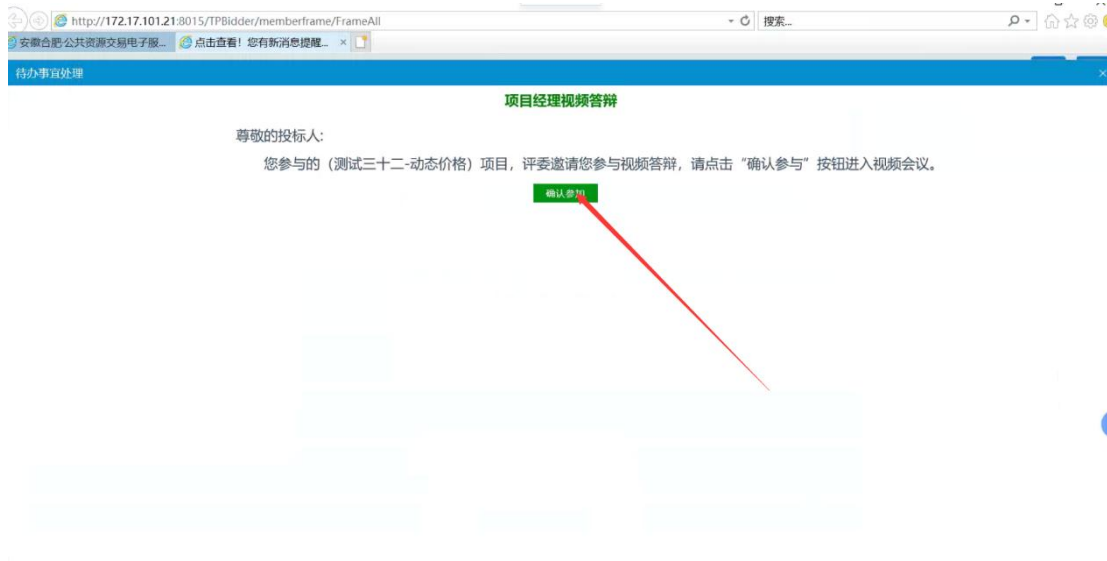 http://172.17.101.21:8015/TPBidder/memberframe/FrameAll
搜索...
安徽合肥公共资源交易电子服...
点击查看！您有新消息提醒...
待办事宜处理
项目经理视频答辩
尊敬的投标人:
您参与的（测试三十二-动态价格）项目，评委邀请您参与视频答辩，请点击“确认参与”按钮进入视频会议。
确认参加